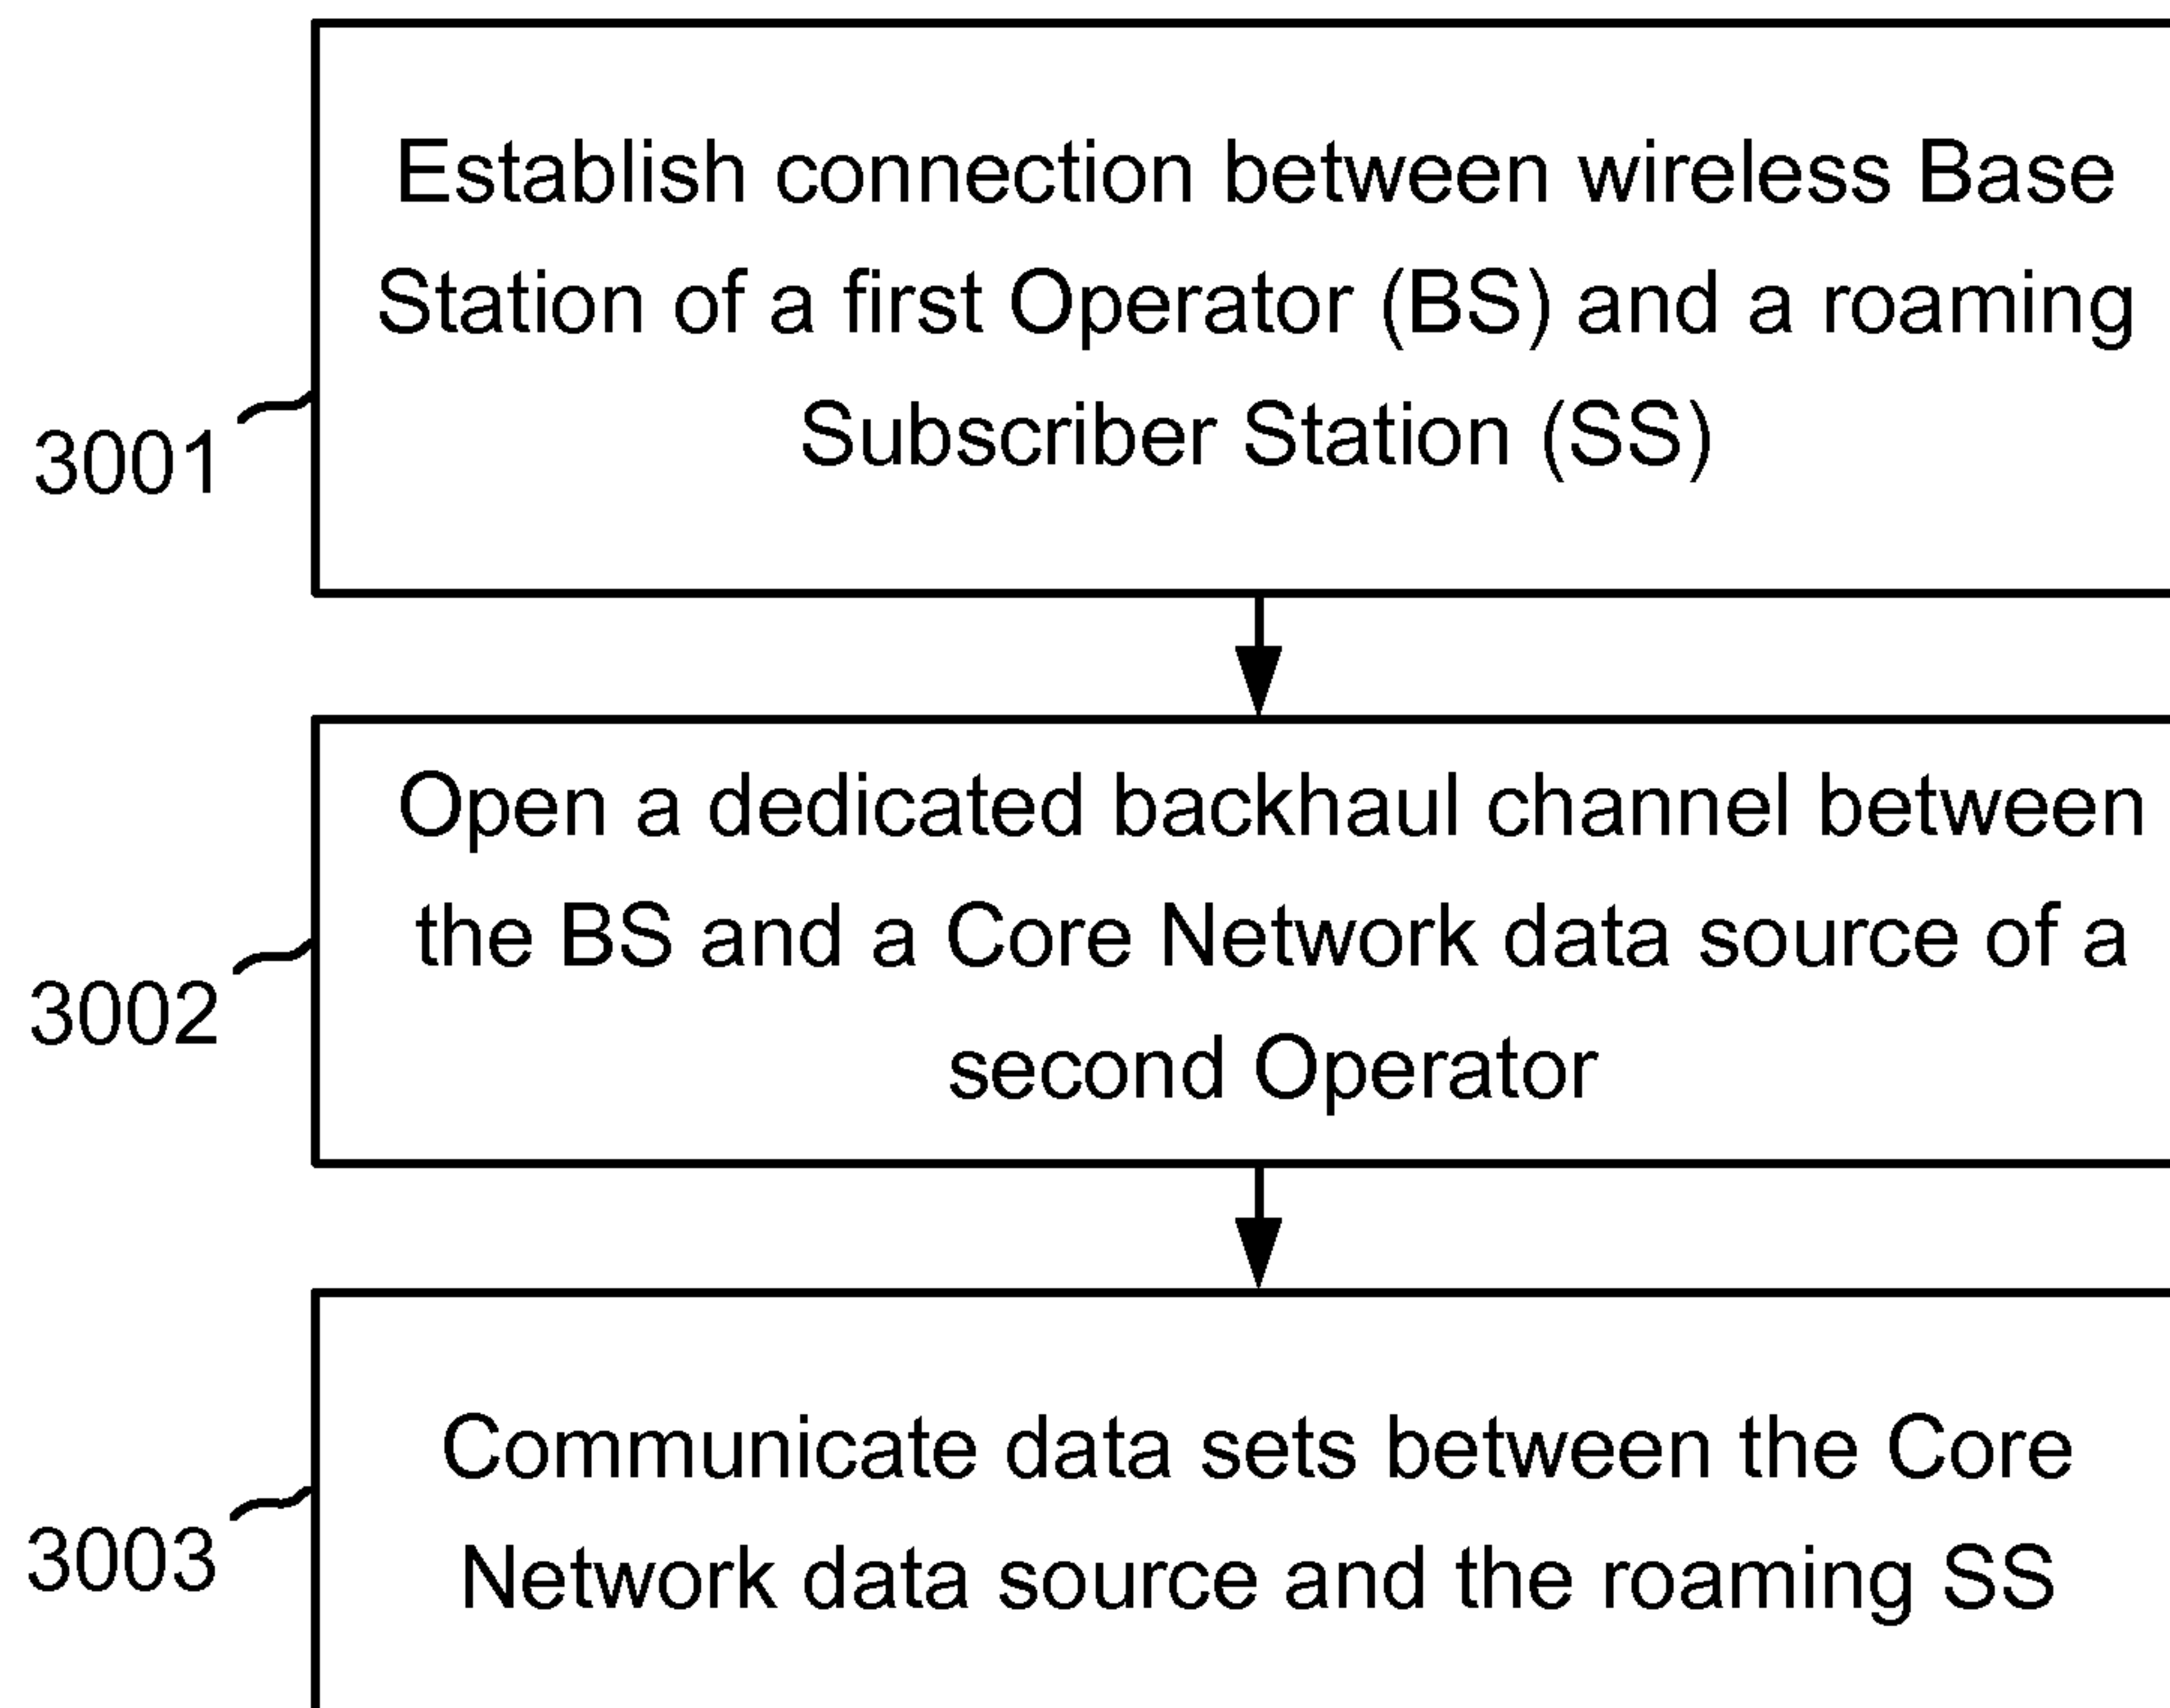 Establish connection between wireless Base
Station of a first Operator (BS) and a roaming
Subscriber Station (SS)
3001
Open a dedicated backhaul channel between
the BS and a Core Network data source of a
second Operator
3002
Communicate data sets between the Core
Network data source and the roaming SS
3003